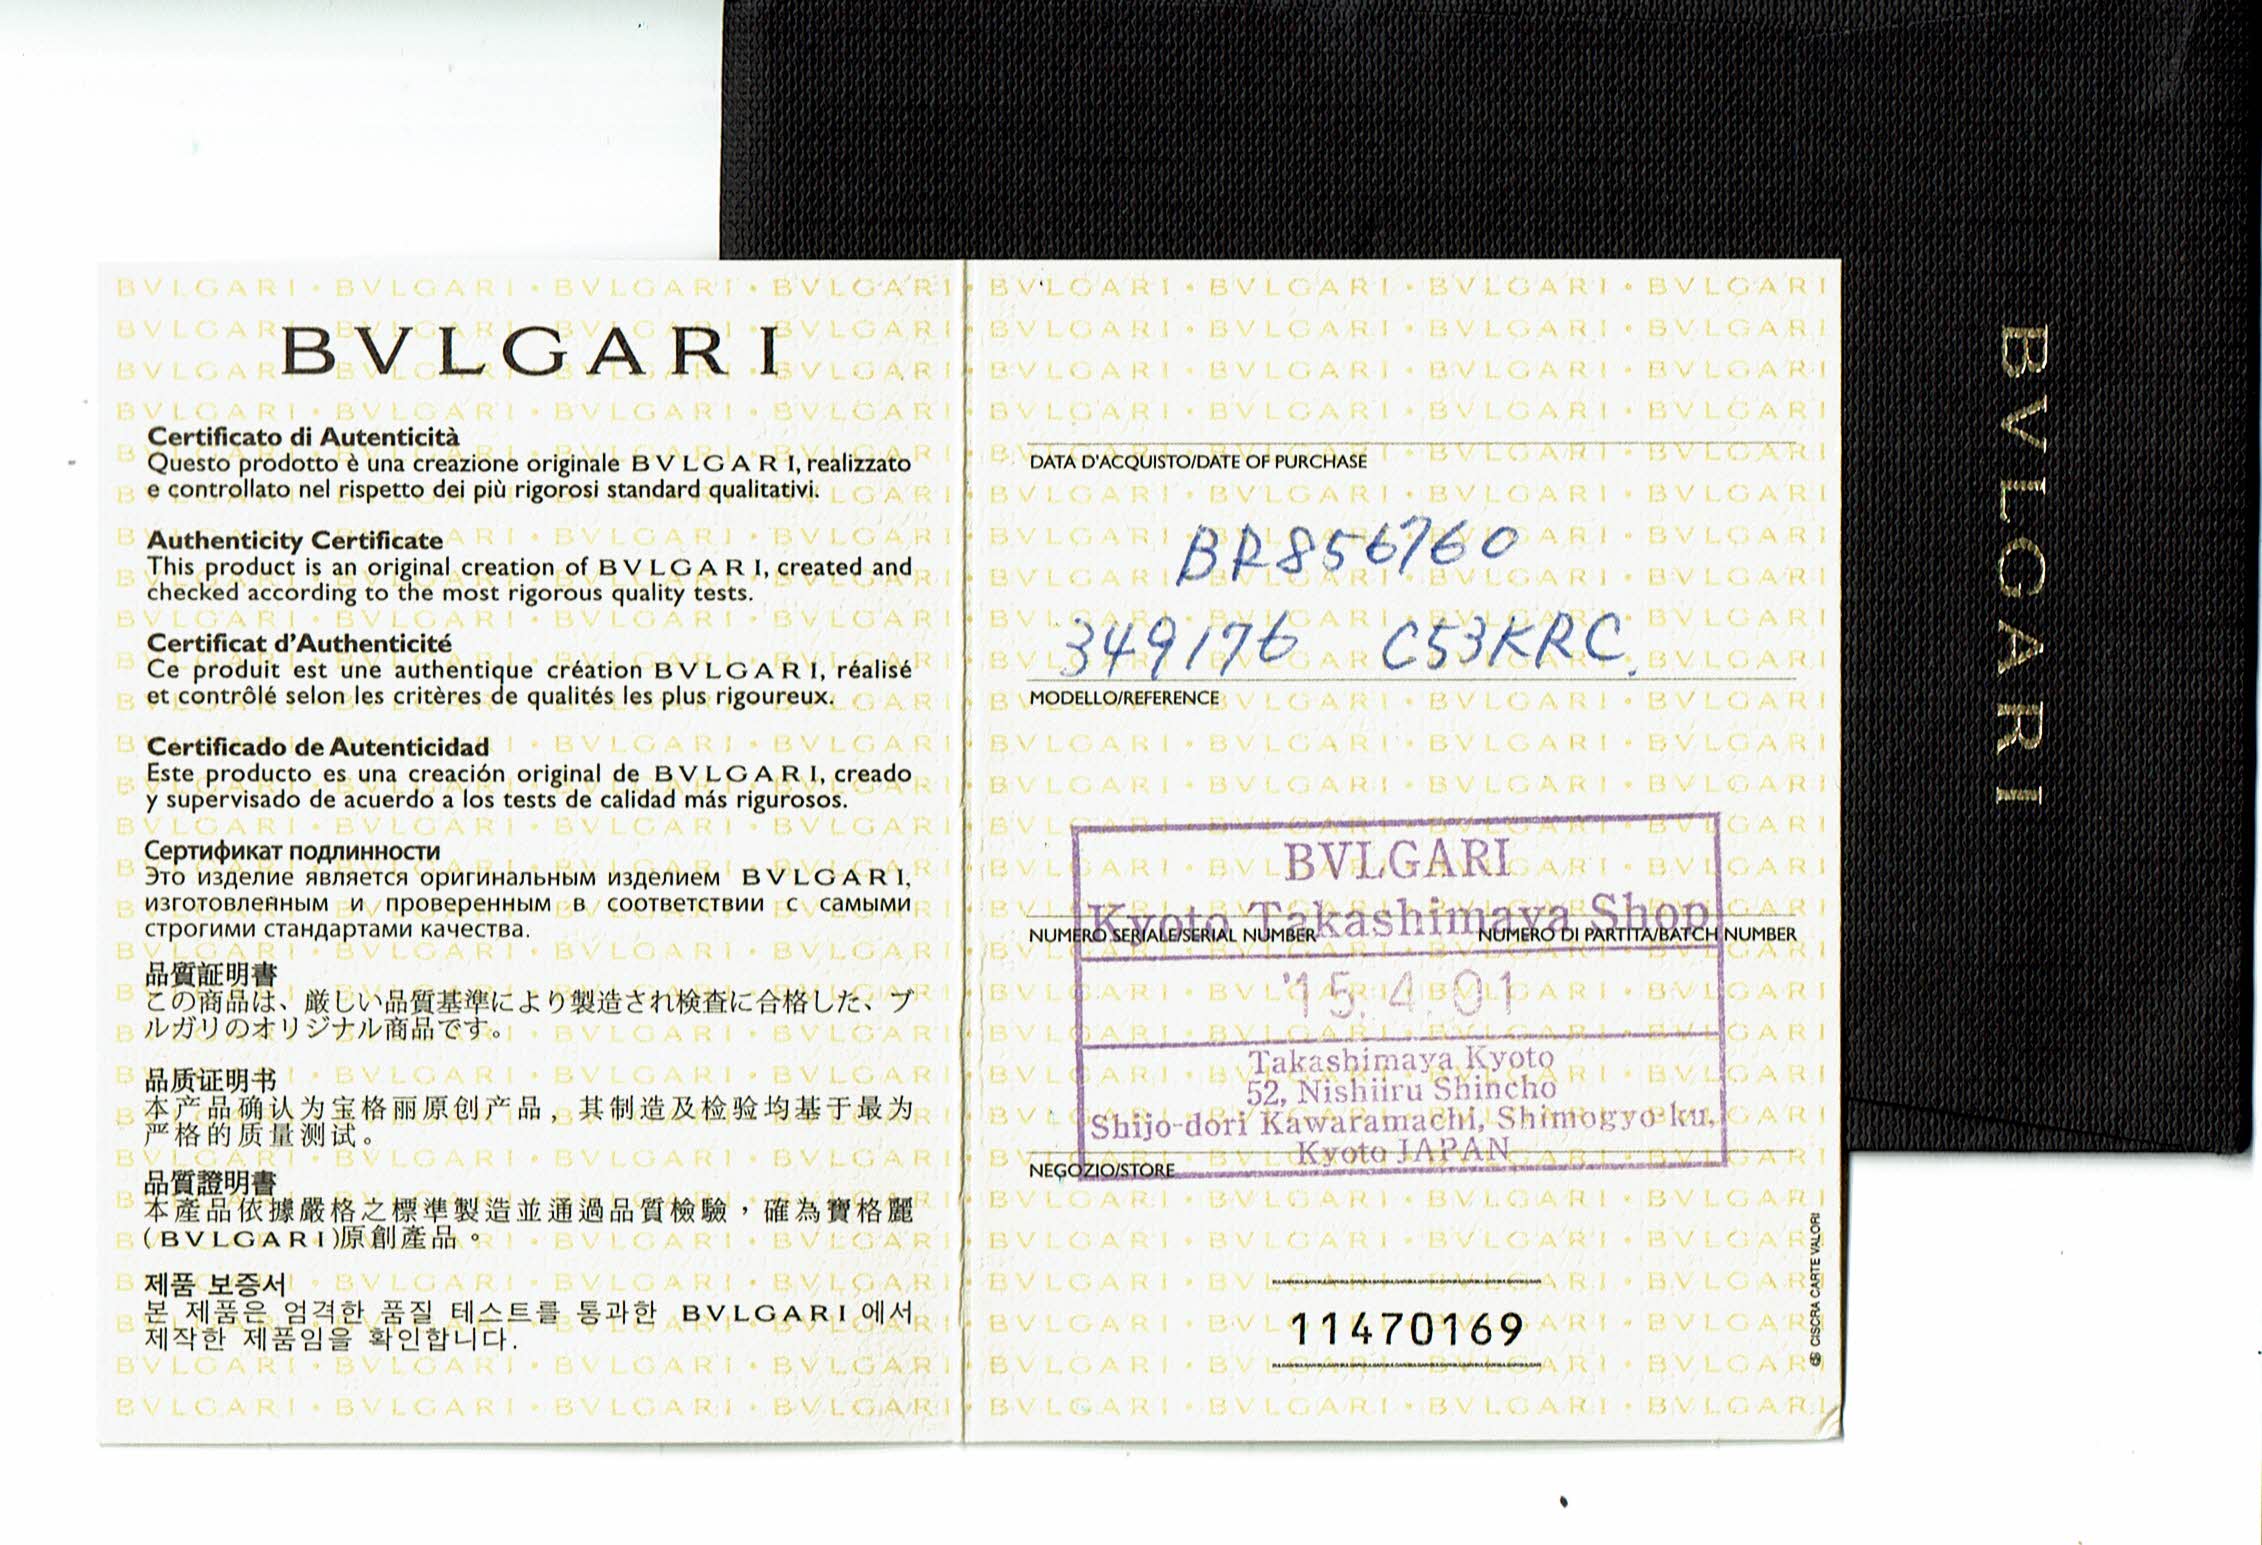 BVLGARI
Certificato di Autenticità
Questo prodotto è una creazione originale BVLGARI, realizzato
e controllato nel rispetto dei più rigorosi standard qualitativi.
Authenticity Certificate
This product is an original creation of BVLGARI, created and
checked according to the most rigorous quality tests.
Certificat d'Authenticité
Ce produit est une authentique création BVLGARI, réalisé
et contrôlé selon les critères de qualités les plus rigoureux.
Certificado de Autenticidad
Este producto es una creación original de BVLGARI, creado
y supervisado de acuerdo a los tests de calidad más rigurosos.
Сертификат подлинности
Это изделие является оригинальным изделием BVLGARI,
изготовленным и проверенным в соответствии с самыми
строгими стандартами качества.
品質証明書
この商品は、厳しい品質基準により製造され検査に合格した、ブ
ルガリのオリジナル商品です。
品质证明书
本产品确认为宝格丽原创产品, 其制造及检验均基于最为
严格的质量测试。
品質證明書
本產品依據嚴格之標準製造並通過品質檢驗，確為寶格麗
(BVLGARI)原創產品。
제품 보증서
본 제품은 엄격한 품질 테스트를 통과한 BVLGARI 에서
제작한 제품임을 확인합니다.
DATA D'ACQUISTO/DATE OF PURCHASE
BR856760
349176 C53KRC.
MODELLO/REFERENCE
BVLGARI
Kyoto Takashimaya Shop
NUMERO SERIALE/SERIAL NUMBER NUMERO DI PARTITA/BATCH NUMBER
'15.4.01
Takashimaya Kyoto
52, Nishiiru Shincho
Shijo-dori Kawaramachi, Shimogyo-ku,
Kyoto JAPAN
NEGOZIO/STORE
11470169
CISCRA CARTE VALORI
BVLGARI